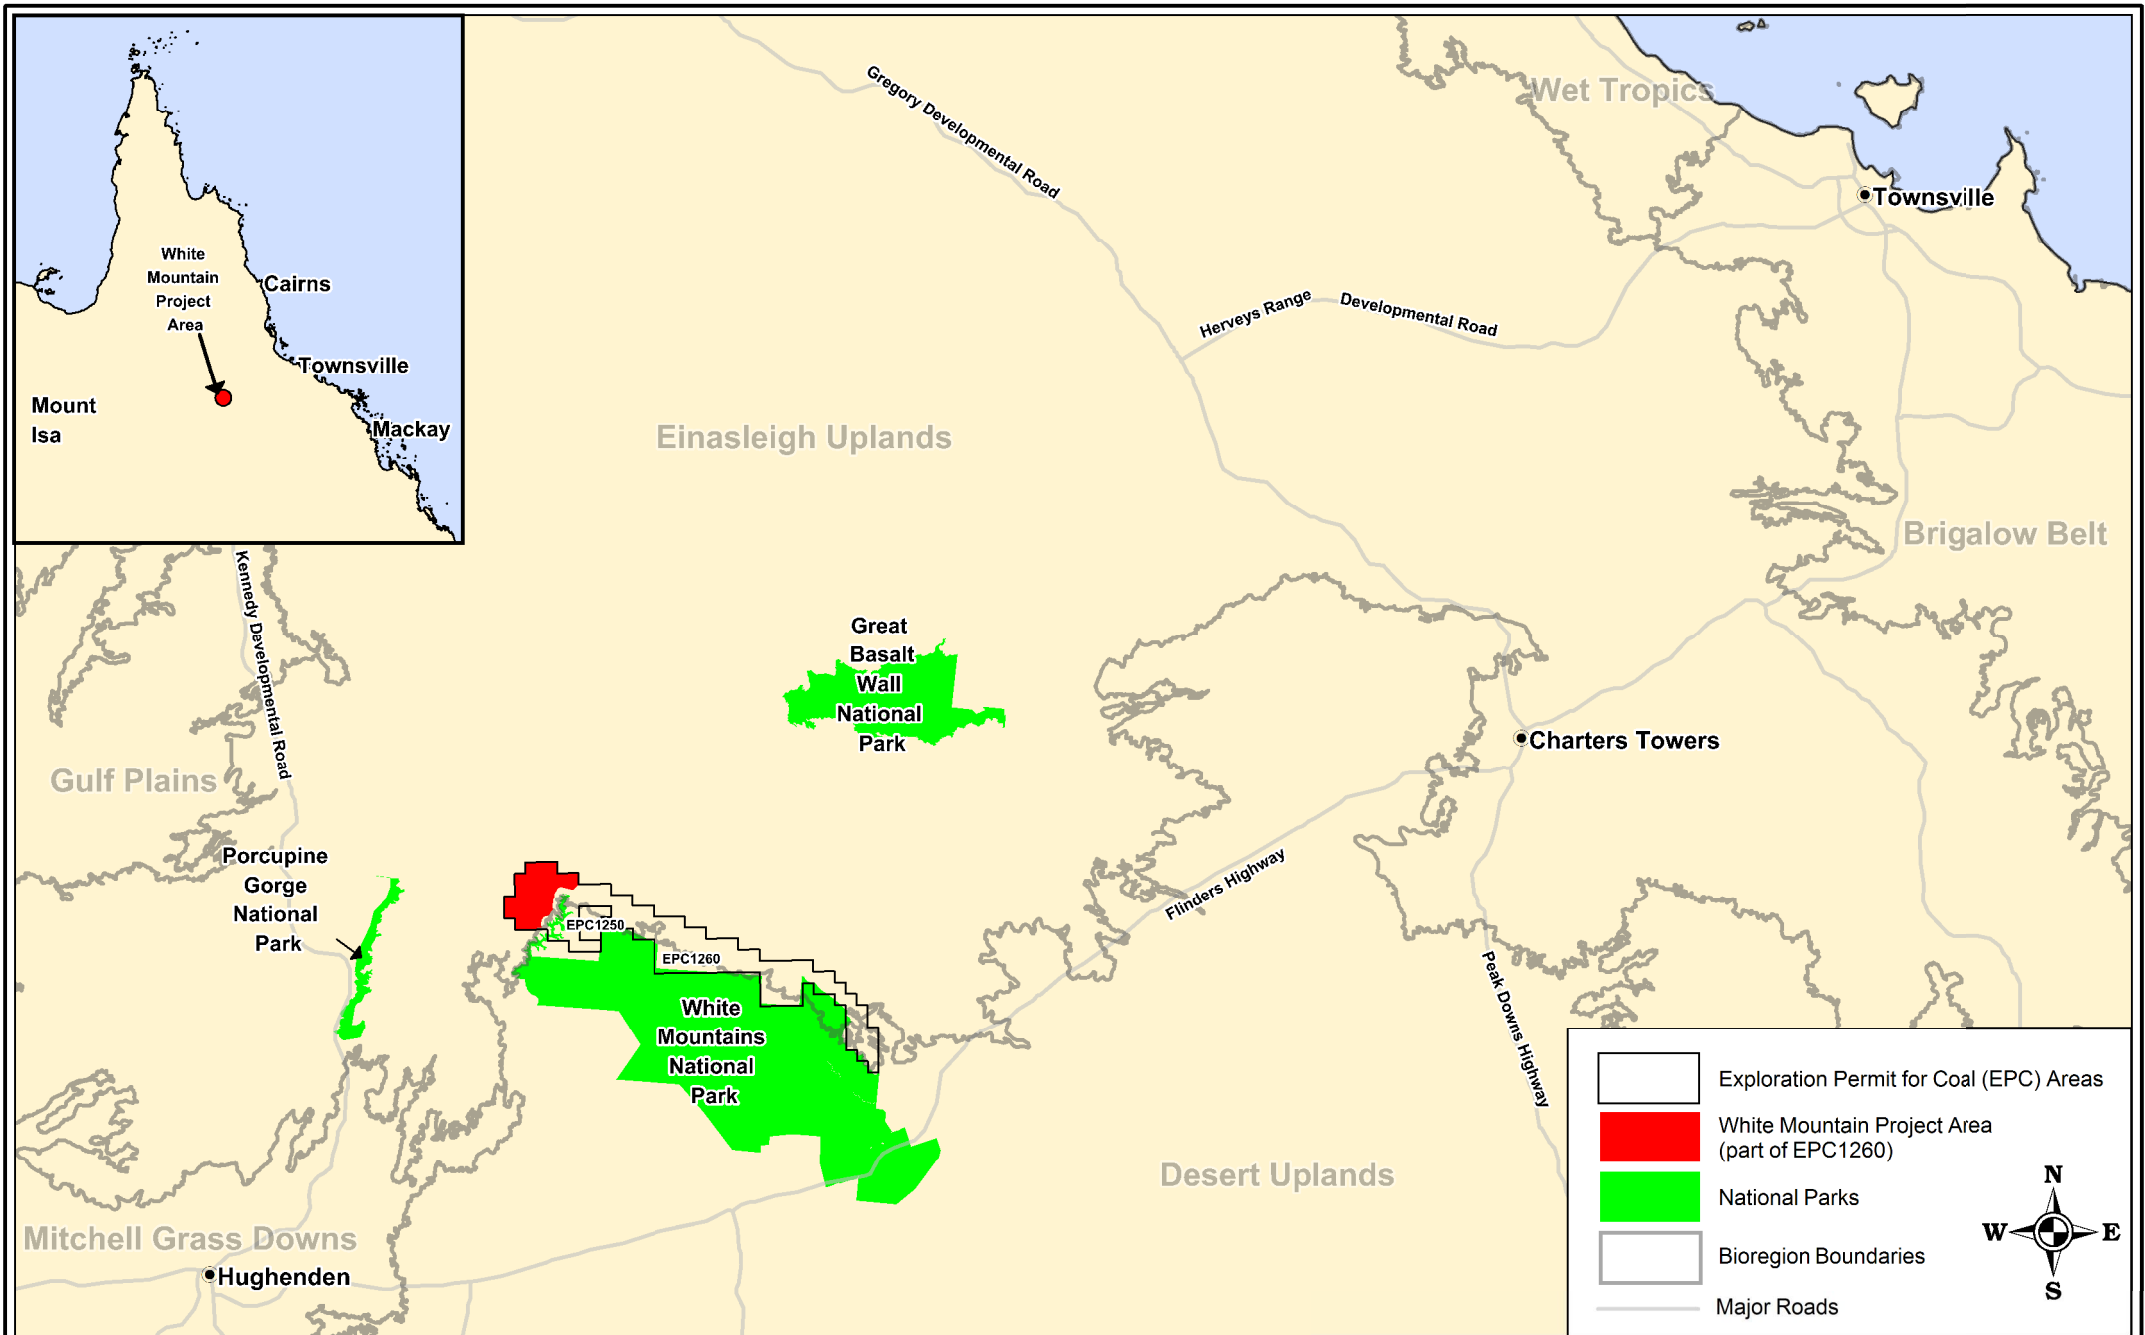 White
Mountain
Project
Area
Cairns
Townsville
Mount
Isa
Mackay
Gregory Developmental Road
Wet Tropics
Townsville
Herveys Range Developmental Road
Einasleigh Uplands
Brigalow Belt
Kennedy Developmental Road
Great
Basalt
Wall
National
Park
Charters Towers
Gulf Plains
Porcupine
Gorge
National
Park
Flinders Highway
EPC1250
EPC1260
White
Mountains
National
Park
Peak Downs Highway
Desert Uplands
Mitchell Grass Downs
Hughenden
Exploration Permit for Coal (EPC) Areas
White Mountain Project Area
(part of EPC1260)
National Parks
Bioregion Boundaries
Major Roads
N
W
E
S